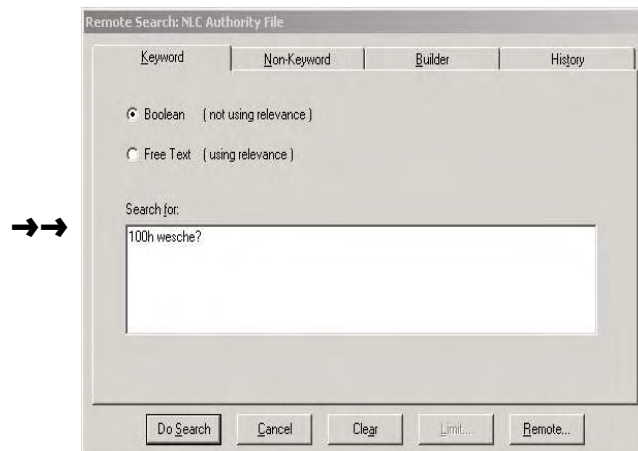 Remote Search: NLC Authority File
Keyword Non-Keyword Builder History
Boolean ( not using relevance )
Free Text ( using relevance )
Search for:
100h wesche?
Do Search Cancel Clear Limit... Remote...